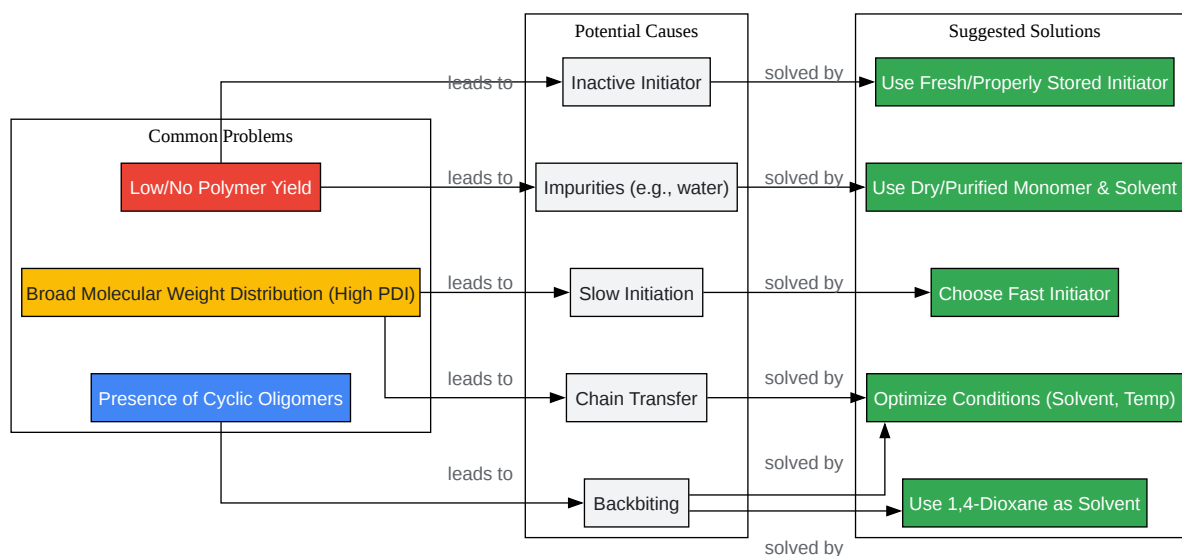 Potential Causes
Suggested Solutions
leads to
Inactive Initiator
solved by
Use Fresh/Properly Stored Initiator
Common Problems
Low/No Polymer Yield
leads to
Impurities (e.g., water)
solved by
Use Dry/Purified Monomer & Solvent
Broad Molecular Weight Distribution (High PDI)
leads to
Slow Initiation
solved by
Choose Fast Initiator
Presence of Cyclic Oligomers
leads to
Chain Transfer
solved by
Optimize Conditions (Solvent, Temp)
leads to
Backbiting
solved by
Use 1,4-Dioxane as Solvent
solved by